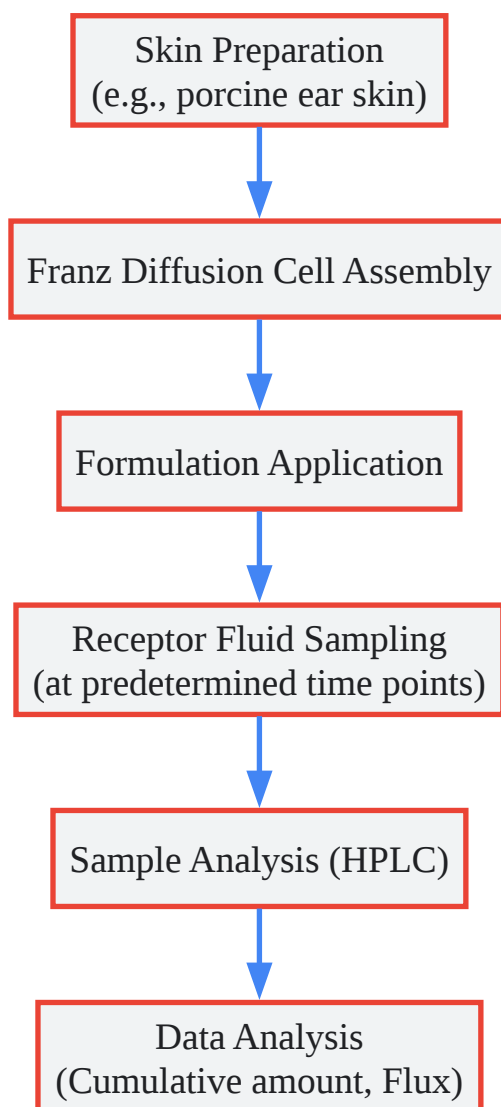 Skin Preparation
(e.g., porcine ear skin)
Franz Diffusion Cell Assembly
Formulation Application
Receptor Fluid Sampling
(at predetermined time points)
Sample Analysis (HPLC)
Data Analysis
(Cumulative amount, Flux)